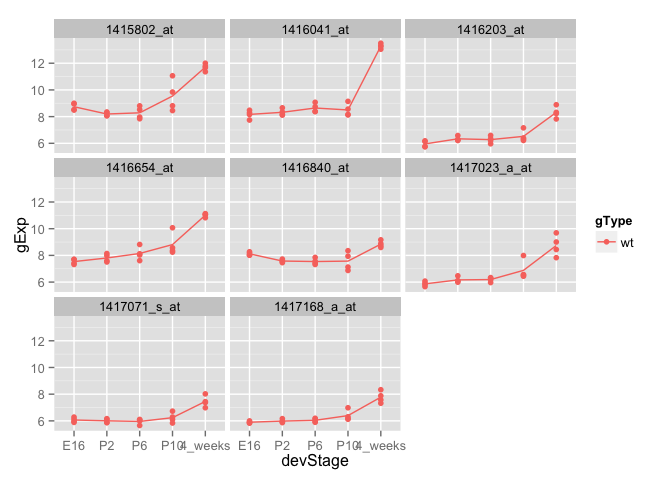 1415802_at 1416041_at 1416203_at
12
10
8
6
1416654_at 1416840_at 1417023_a_at
12
10
8
6
gExp
gType
wt
1417071_s_at 1417168_a_at
12
10
8
6
E16 P2 P6 P10 4_weeks E16 P2 P6 P10 4_weeks
devStage